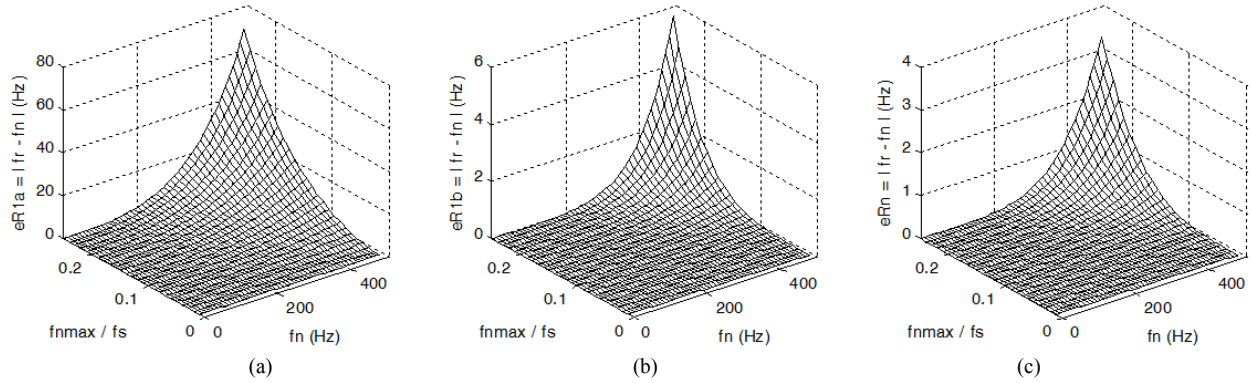 eR1a = | fr - fn | (Hz)
80
60
40
20
0
0.2
0.1
0
fnmax / fs
0
200
400
fn (Hz)
(a)
eR1b = | fr - fn | (Hz)
6
4
2
0
0.2
0.1
0
fnmax / fs
0
200
400
fn (Hz)
(b)
eRn = | fr - fn | (Hz)
4
3
2
1
0
0.2
0.1
0
fnmax / fs
0
200
400
fn (Hz)
(c)